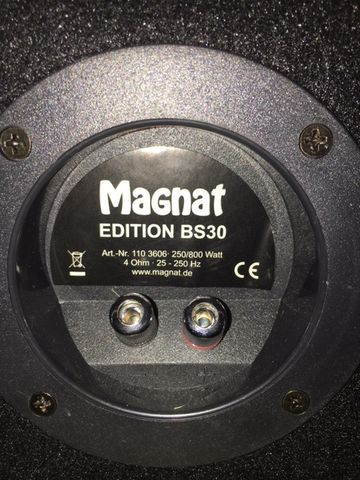 Magnat
EDITION BS30
Art.-Nr. 110 3606 · 250/800 Watt
4 Ohm · 25 - 250 Hz
www.magnat.de
CE